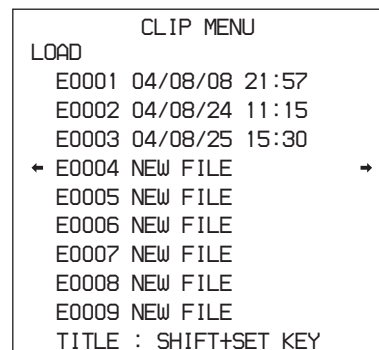 CLIP MENU
LOAD
E0001 04/08/08 21:57
E0002 04/08/24 11:15
E0003 04/08/25 15:30
← E0004 NEW FILE →
E0005 NEW FILE
E0006 NEW FILE
E0007 NEW FILE
E0008 NEW FILE
E0009 NEW FILE
TITLE : SHIFT+SET KEY